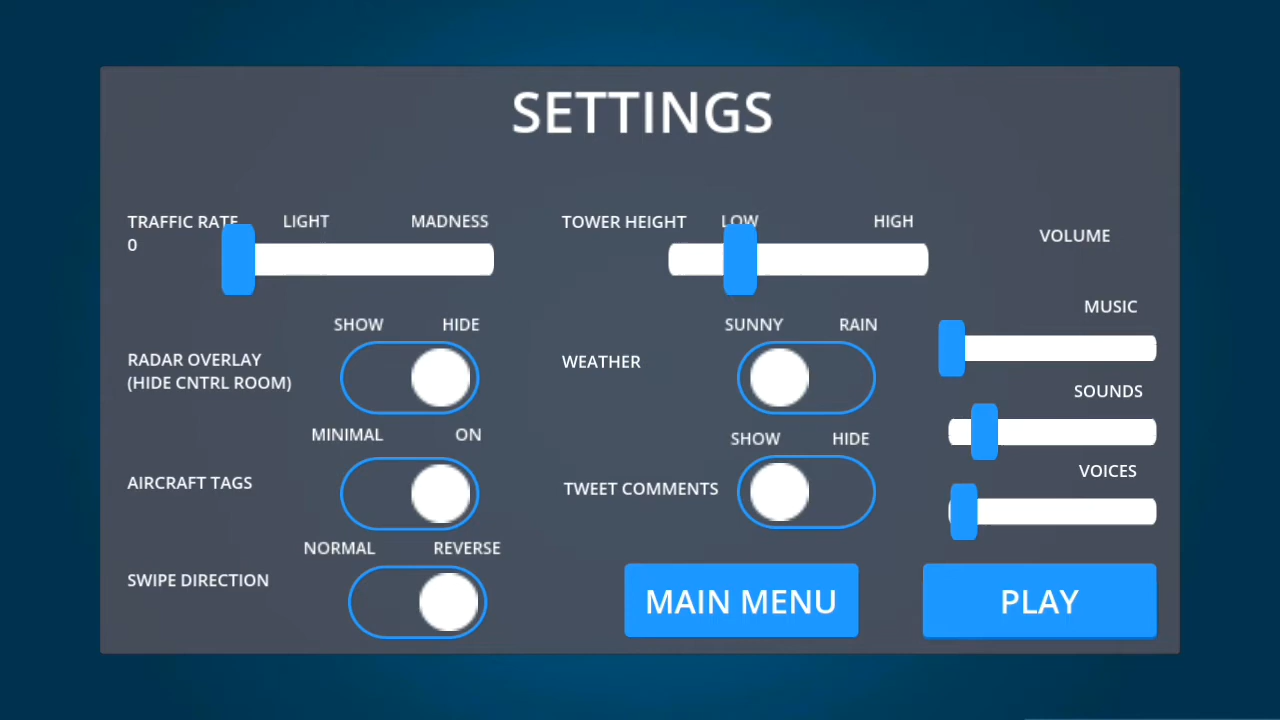 SETTINGS
TRAFFIC RATE
0
LIGHT
MADNESS
TOWER HEIGHT
LOW
HIGH
VOLUME
MUSIC
SHOW
HIDE
RADAR OVERLAY
(HIDE CNTRL ROOM)
SUNNY
RAIN
WEATHER
SOUNDS
MINIMAL
ON
AIRCRAFT TAGS
SHOW
HIDE
TWEET COMMENTS
VOICES
NORMAL
REVERSE
SWIPE DIRECTION
MAIN MENU
PLAY